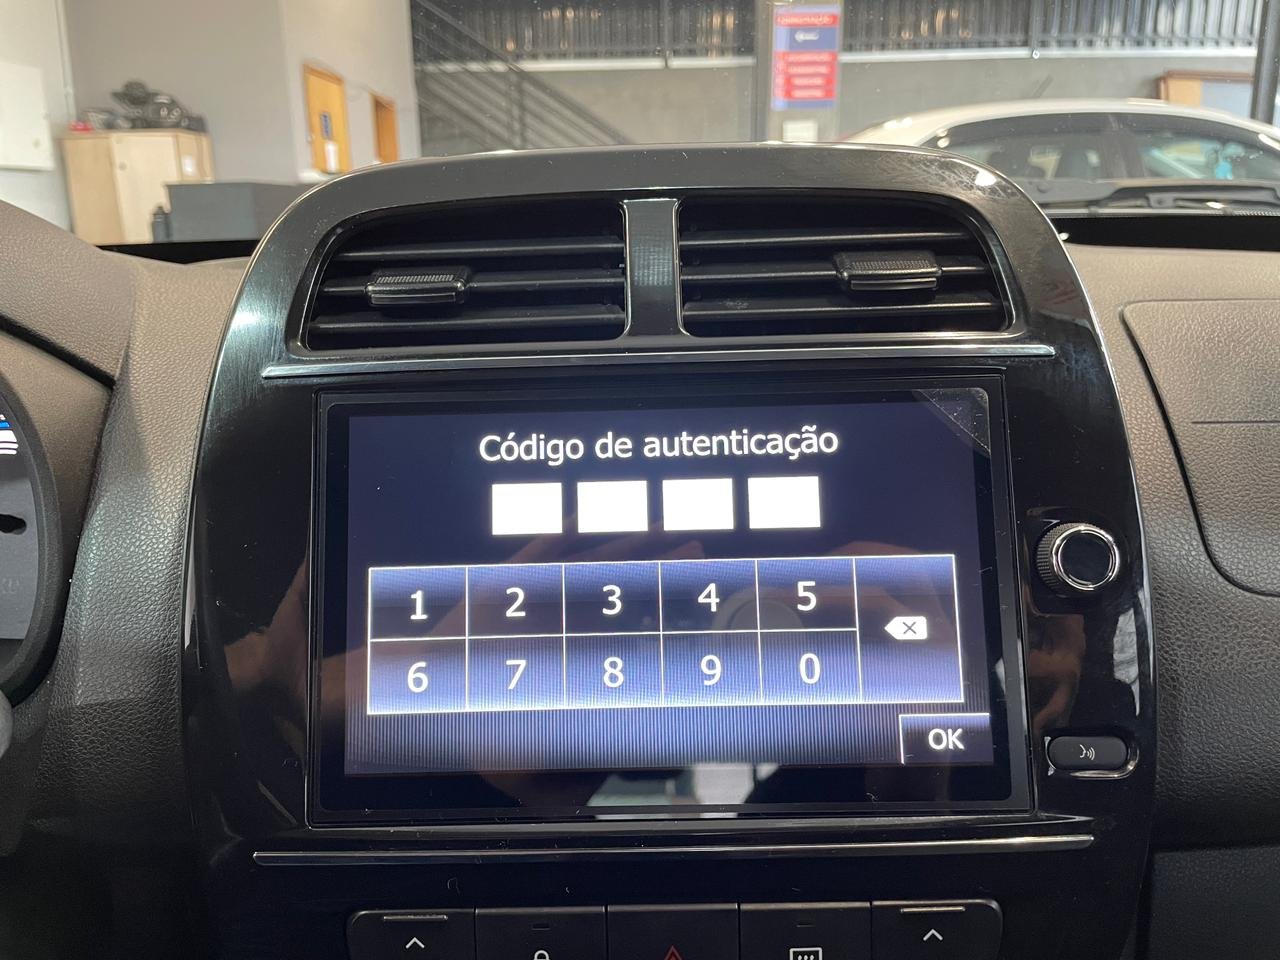 Código de autenticação
1 2 3 4 5
6 7 8 9 0
OK